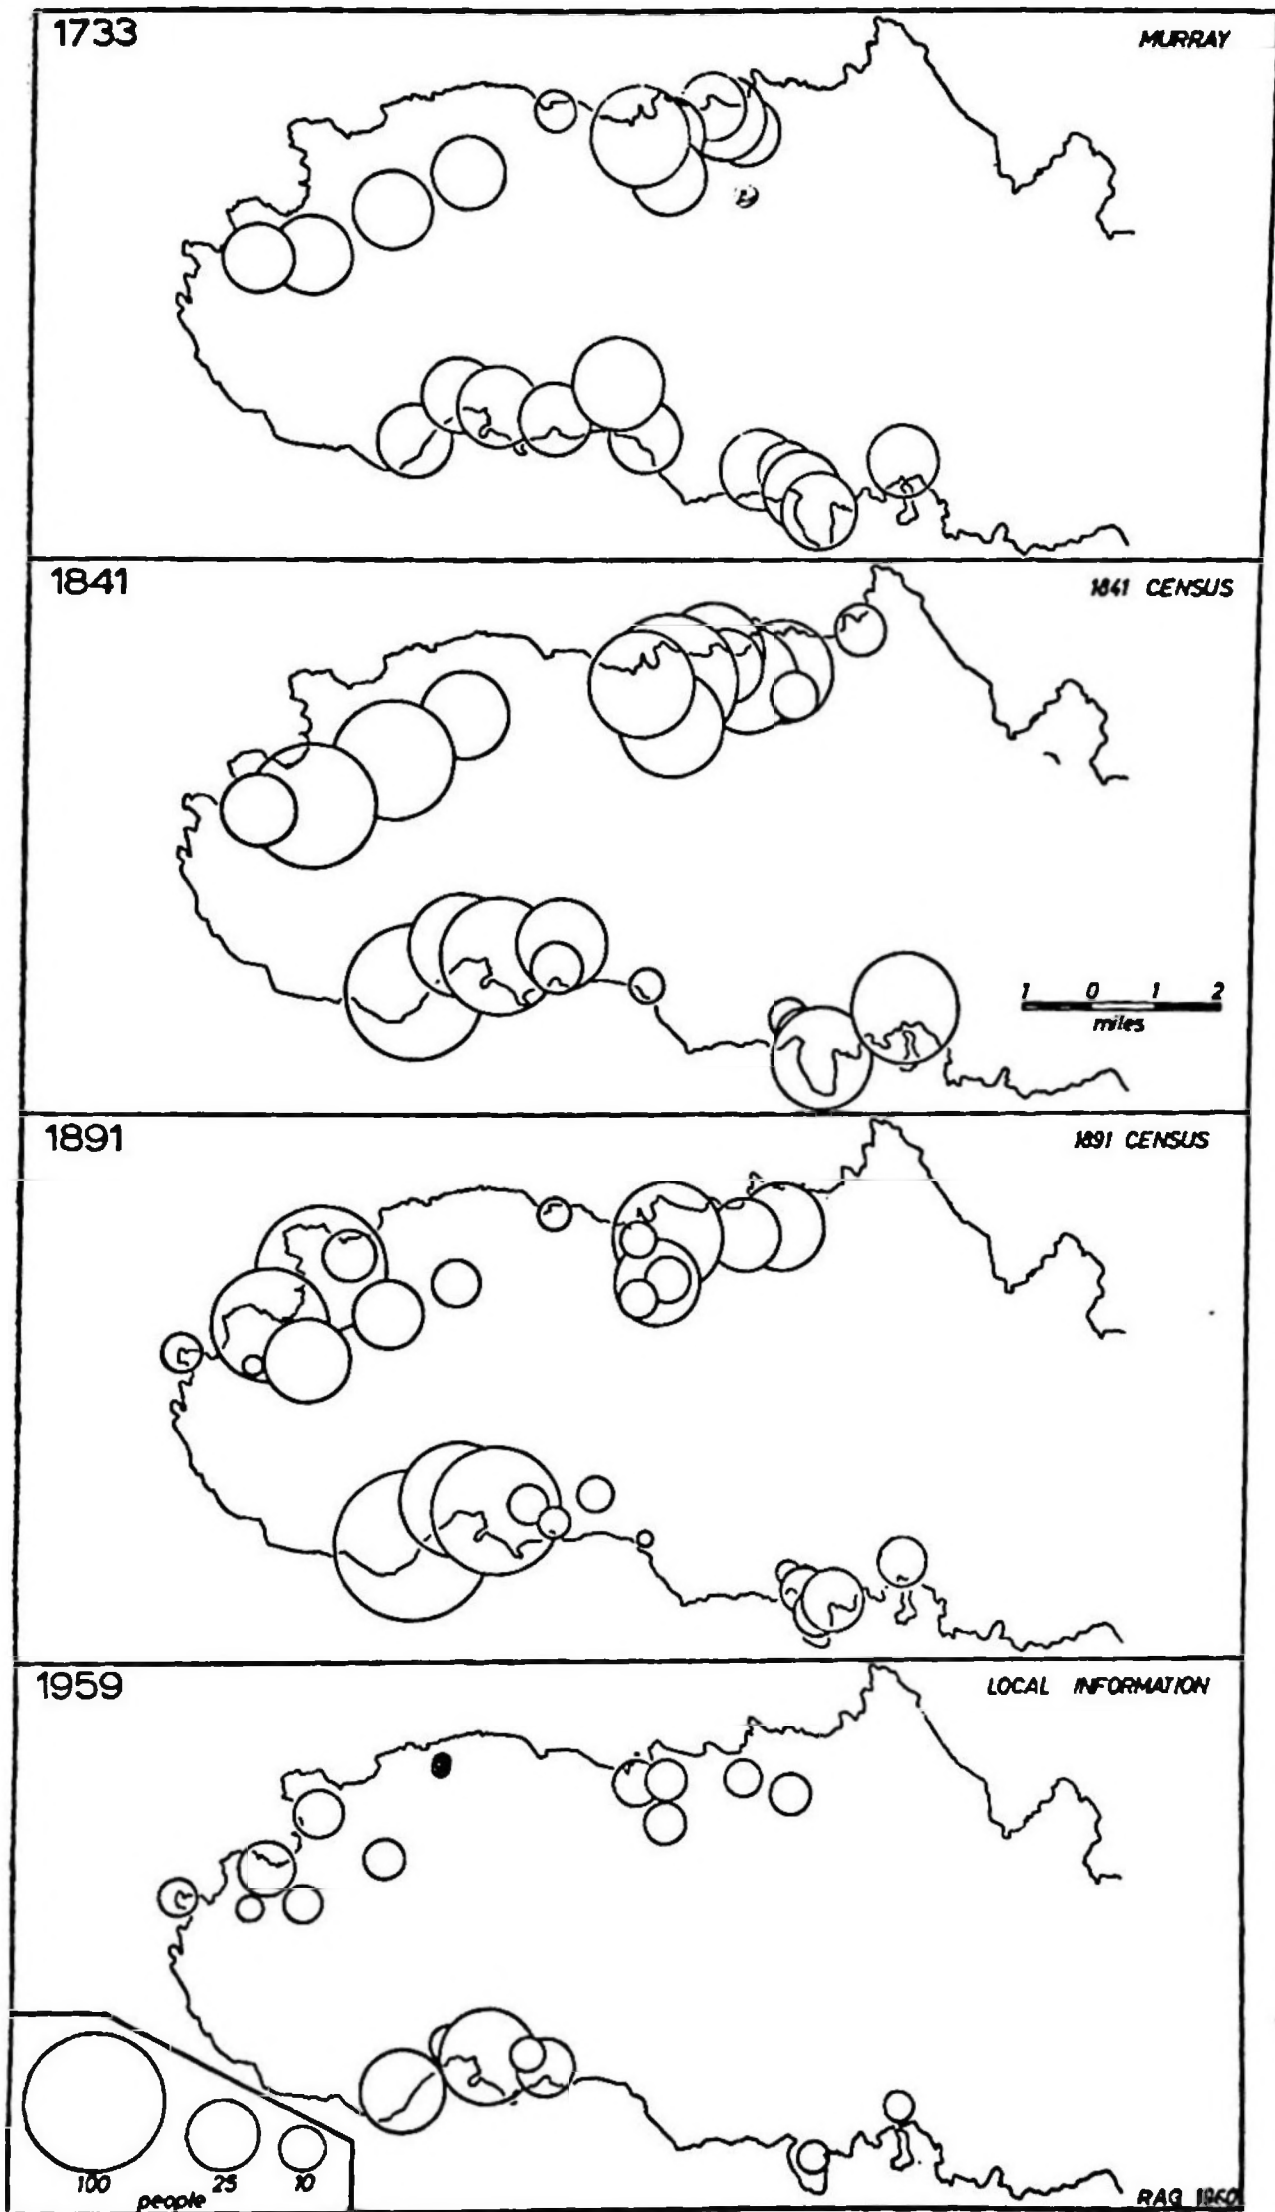 1733
MURRAY
1841
1841 CENSUS
1 0 1 2
miles
1891
1891 CENSUS
1959
LOCAL INFORMATION
100 25 10
people
RAG 1960